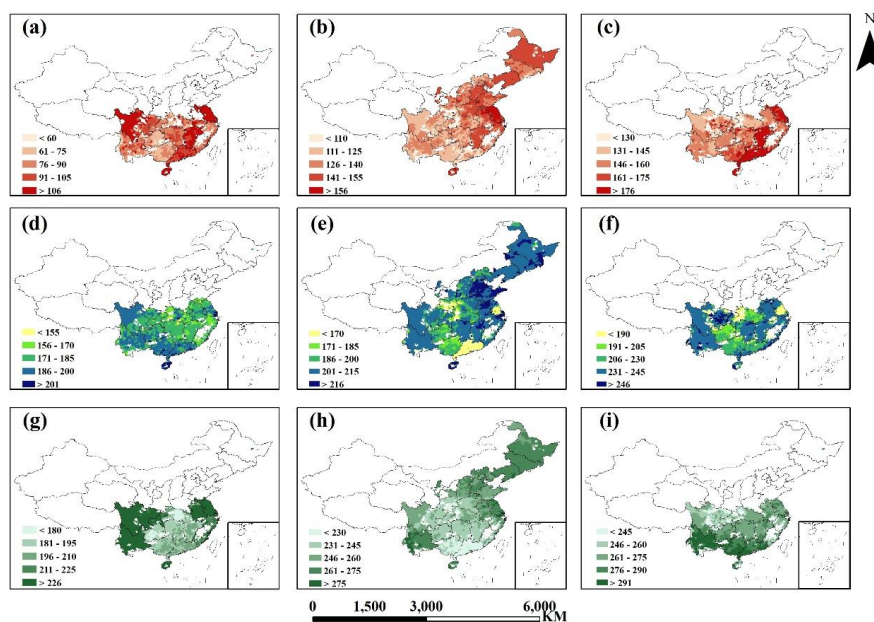 N
(a)
< 60
61 - 75
76 - 90
91 - 105
> 106
(b)
< 110
111 - 125
126 - 140
141 - 155
> 156
(c)
< 130
131 - 145
146 - 160
161 - 175
> 176
(d)
< 155
156 - 170
171 - 185
186 - 200
> 201
(e)
< 170
171 - 185
186 - 200
201 - 215
> 216
(f)
< 190
191 - 205
206 - 230
231 - 245
> 246
(g)
< 180
181 - 195
196 - 210
211 - 225
> 226
(h)
< 230
231 - 245
246 - 260
261 - 275
> 275
(i)
< 245
246 - 260
261 - 275
276 - 290
> 291
0 1,500 3,000 6,000
KM